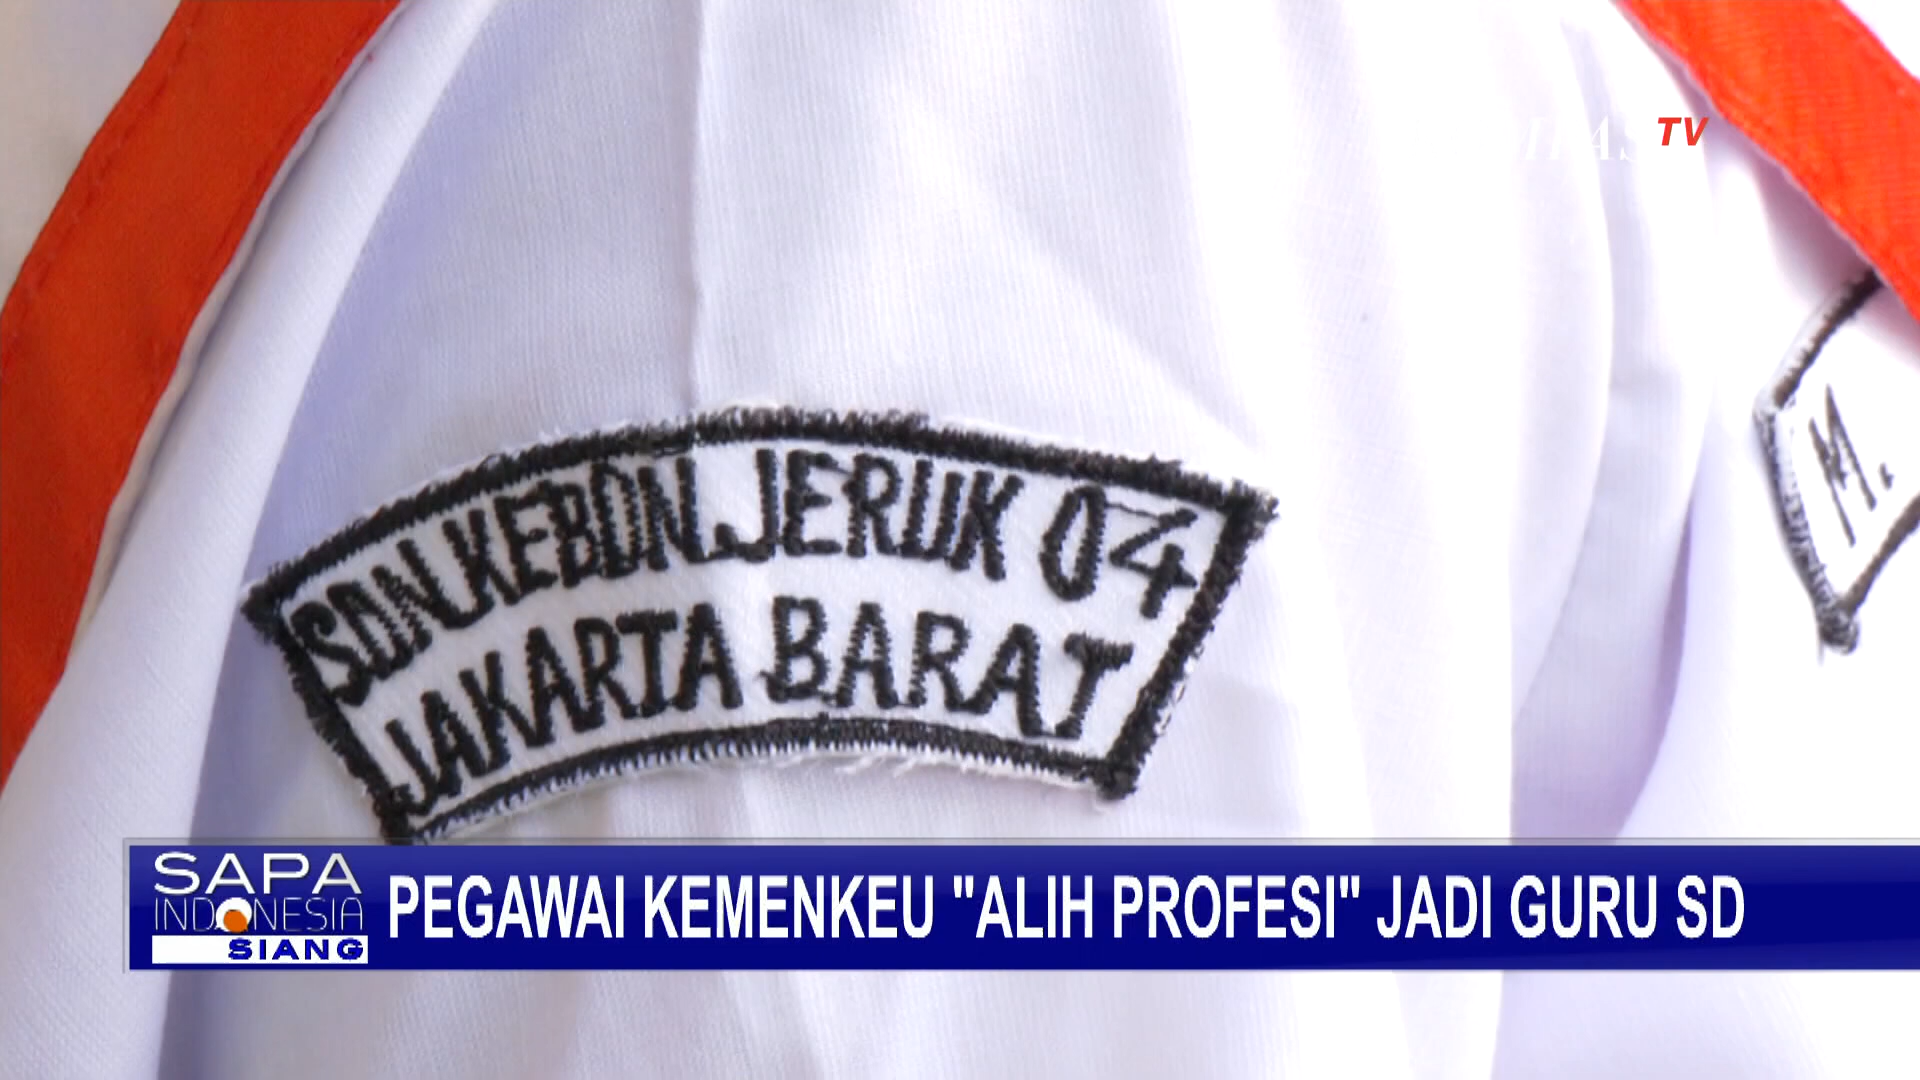 TV
M.
SDN.KEBON JERUK 04
JAKARTA BARAT
SAPA
INDONESIA
SIANG
PEGAWAI KEMENKEU "ALIH PROFESI" JADI GURU SD